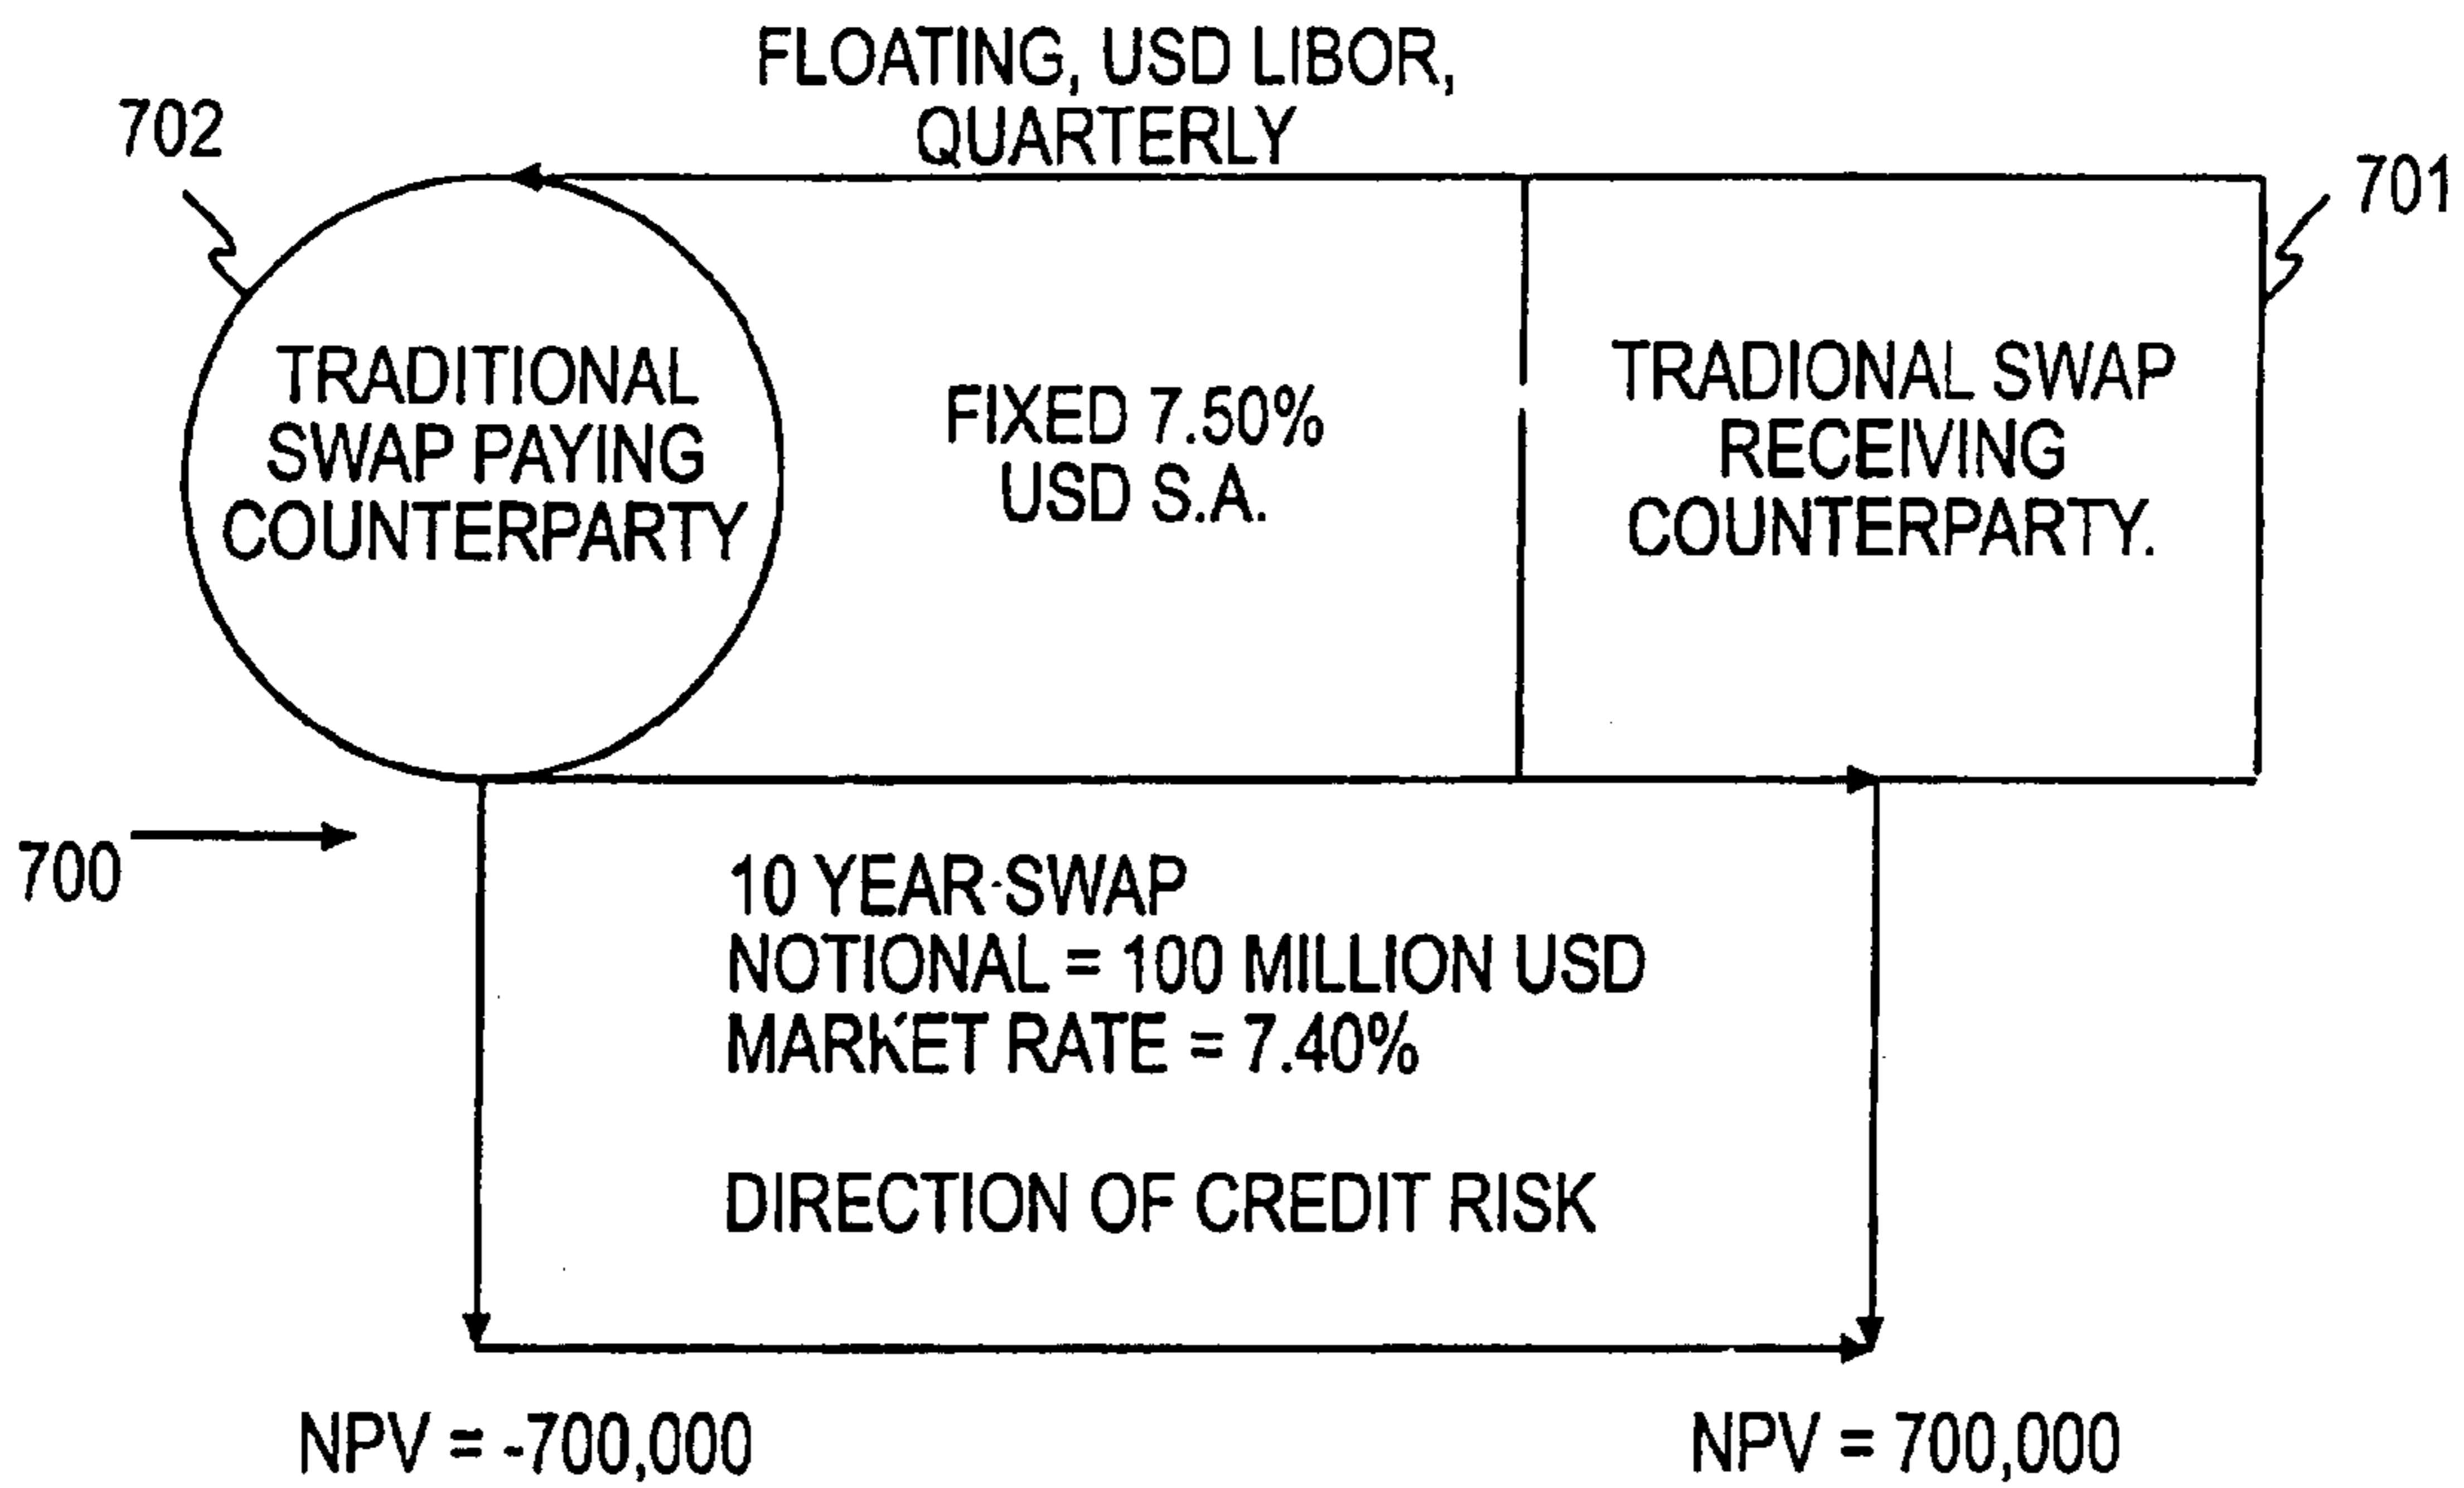 FLOATING, USD LIBOR,
QUARTERLY
702
701
TRADITIONAL
SWAP PAYING
COUNTERPARTY
FIXED 7.50%
USD S.A.
TRADIONAL SWAP
RECEIVING
COUNTERPARTY.
700
10 YEAR-SWAP
NOTIONAL = 100 MILLION USD
MARKET RATE = 7.40%
DIRECTION OF CREDIT RISK
NPV = -700,000
NPV = 700,000